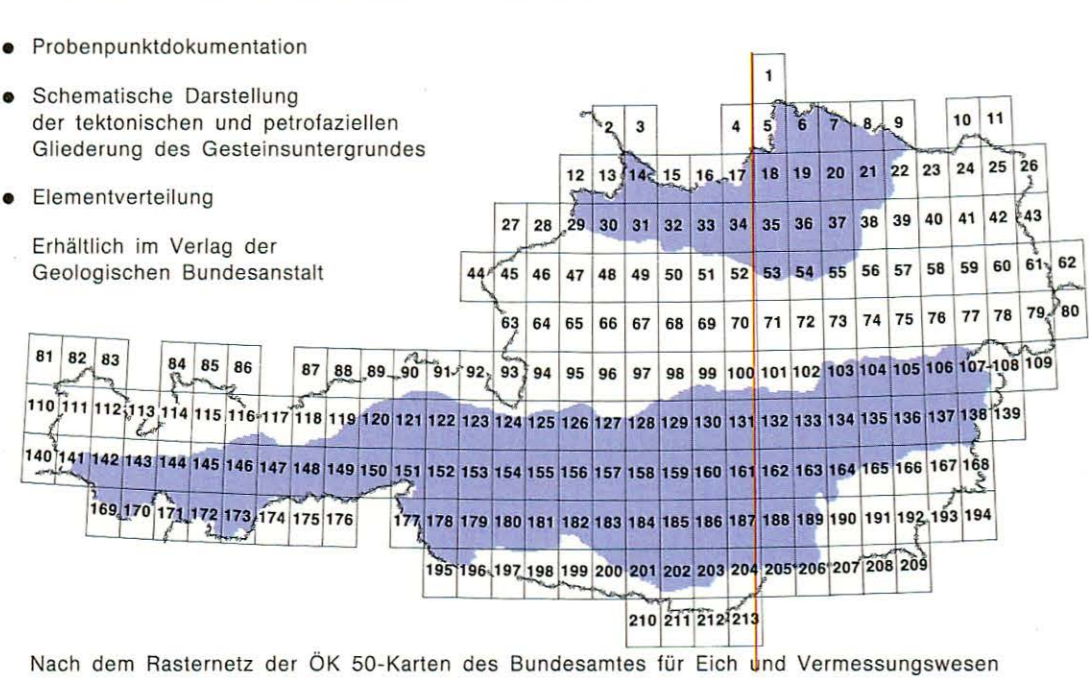 • Probenpunktdokumentation
• Schematische Darstellung
der tektonischen und petrofaziellen
Gliederung des Gesteinsuntergrundes
• Elementverteilung
Erhältlich im Verlag der
Geologischen Bundesanstalt
1
2 3 4 5 6 7 8 9 10 11
12 13 14 15 16 17 18 19 20 21 22 23 24 25 26
27 28 29 30 31 32 33 34 35 36 37 38 39 40 41 42 43
44 45 46 47 48 49 50 51 52 53 54 55 56 57 58 59 60 61 62
63 64 65 66 67 68 69 70 71 72 73 74 75 76 77 78 79 80
81 82 83 84 85 86 87 88 89 90 91 92 93 94 95 96 97 98 99 100 101 102 103 104 105 106 107 108 109
110 111 112 113 114 115 116 117 118 119 120 121 122 123 124 125 126 127 128 129 130 131 132 133 134 135 136 137 138 139
140 141 142 143 144 145 146 147 148 149 150 151 152 153 154 155 156 157 158 159 160 161 162 163 164 165 166 167 168
169 170 171 172 173 174 175 176 177 178 179 180 181 182 183 184 185 186 187 188 189 190 191 192 193 194
195 196 197 198 199 200 201 202 203 204 205 206 207 208 209
210 211 212 213
Nach dem Rasternetz der ÖK 50-Karten des Bundesamtes für Eich und Vermessungswesen